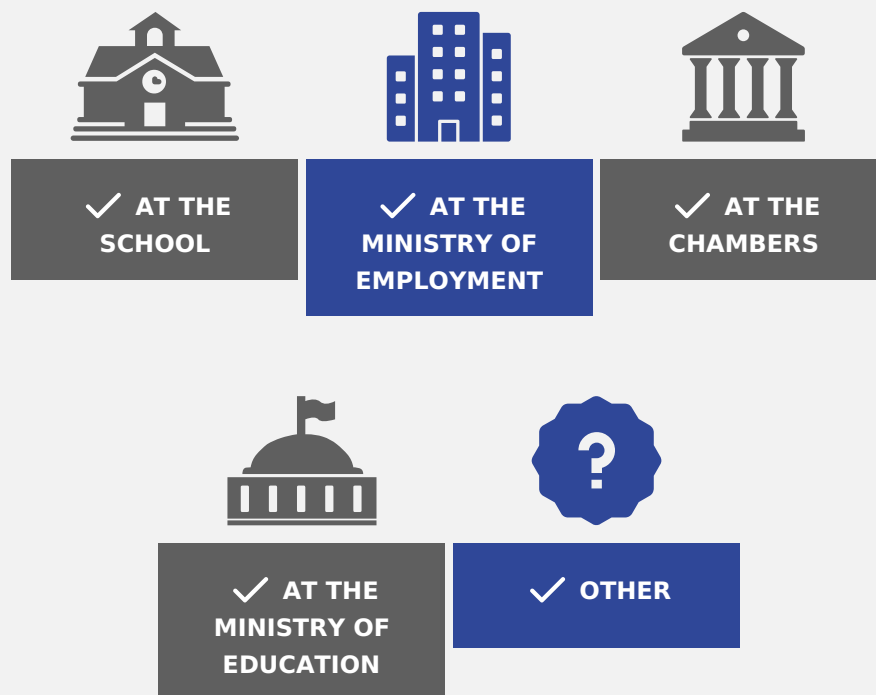 AT THE
SCHOOL
AT THE
MINISTRY OF
EMPLOYMENT
AT THE
CHAMBERS
AT THE
MINISTRY OF
EDUCATION
?
OTHER